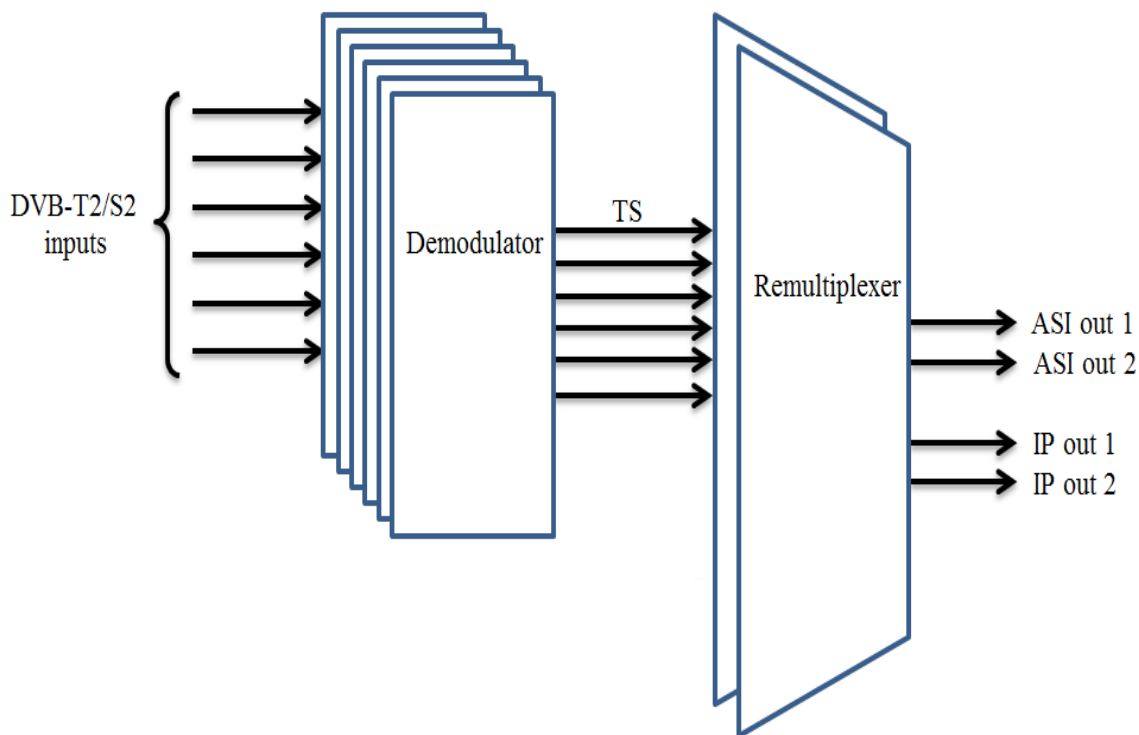 DVB-T2/S2
inputs
Demodulator
TS
Remultiplexer
ASI out 1
ASI out 2
IP out 1
IP out 2